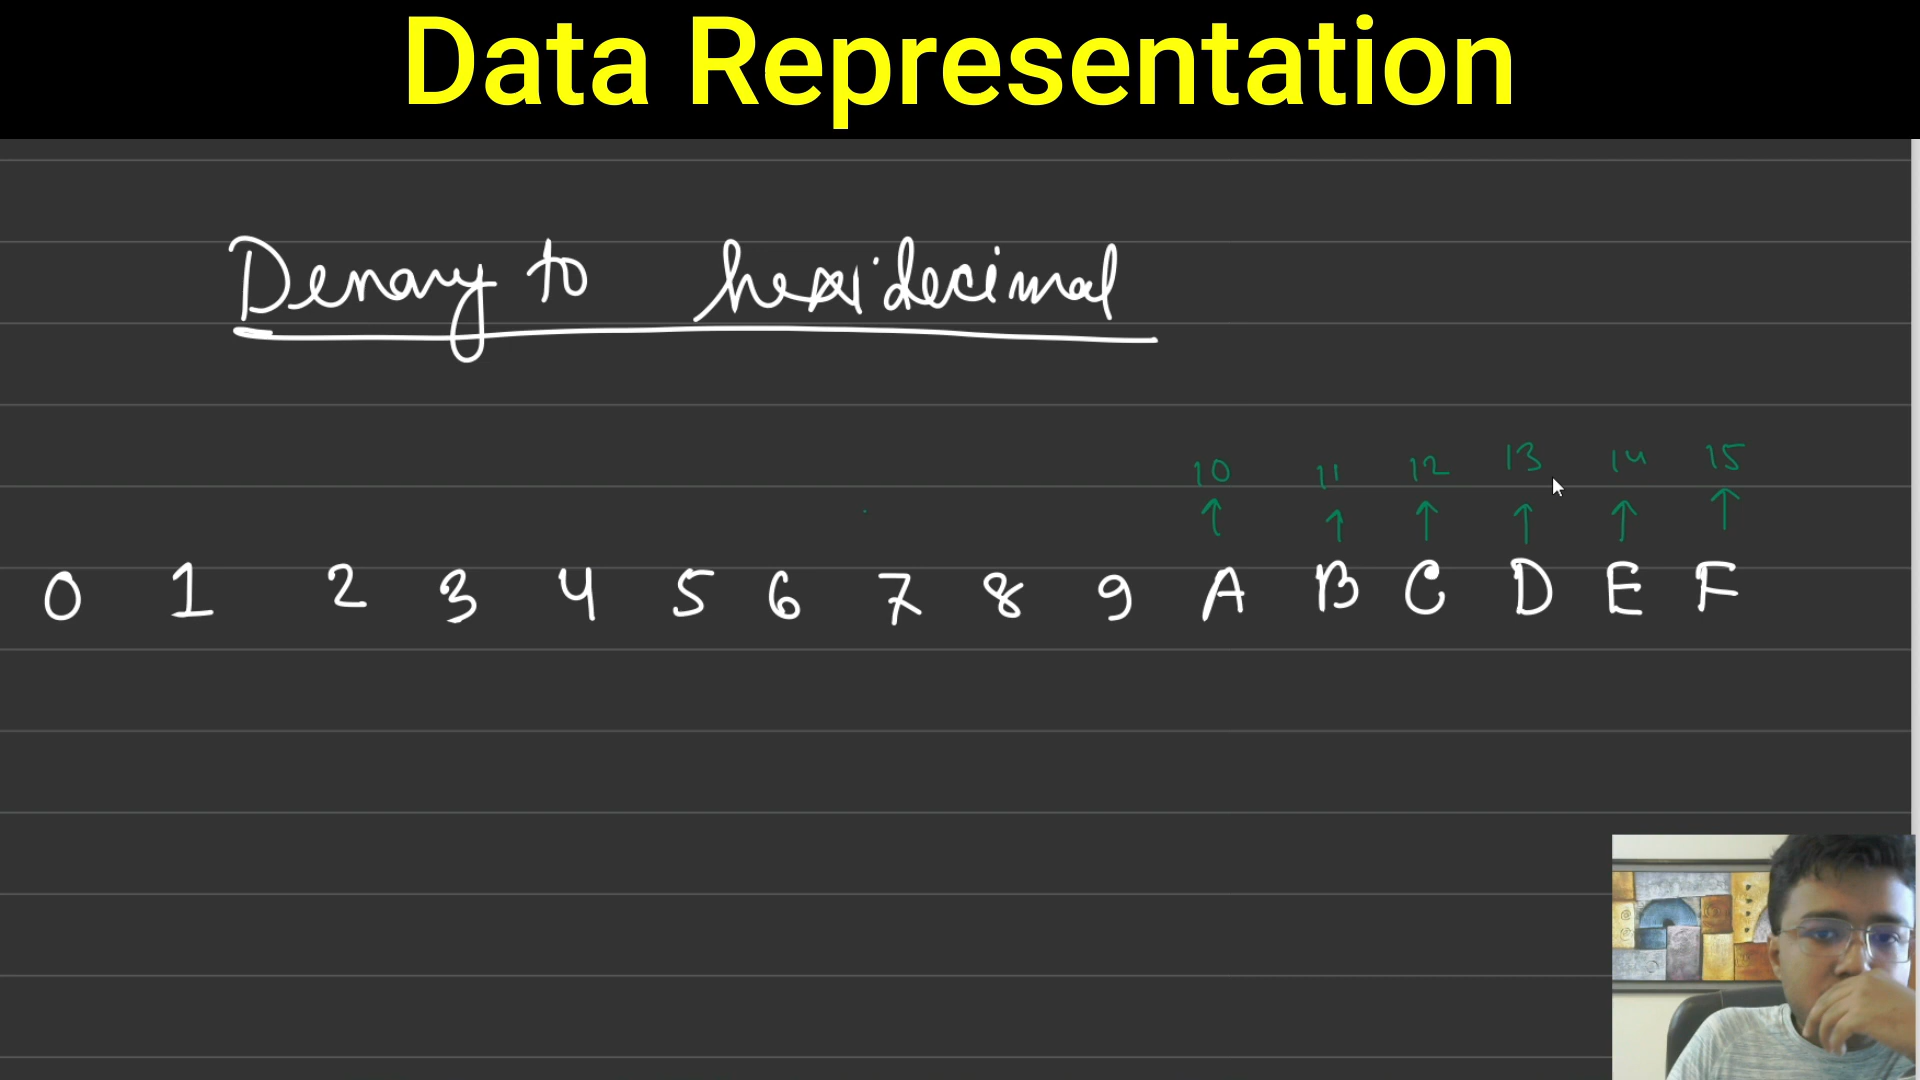 Data Representation
Denary to hexidecimal
10 11 12 13 14 15
↑ ↑ ↑ ↑ ↑ ↑
0 1 2 3 4 5 6 7 8 9 A B C D E F